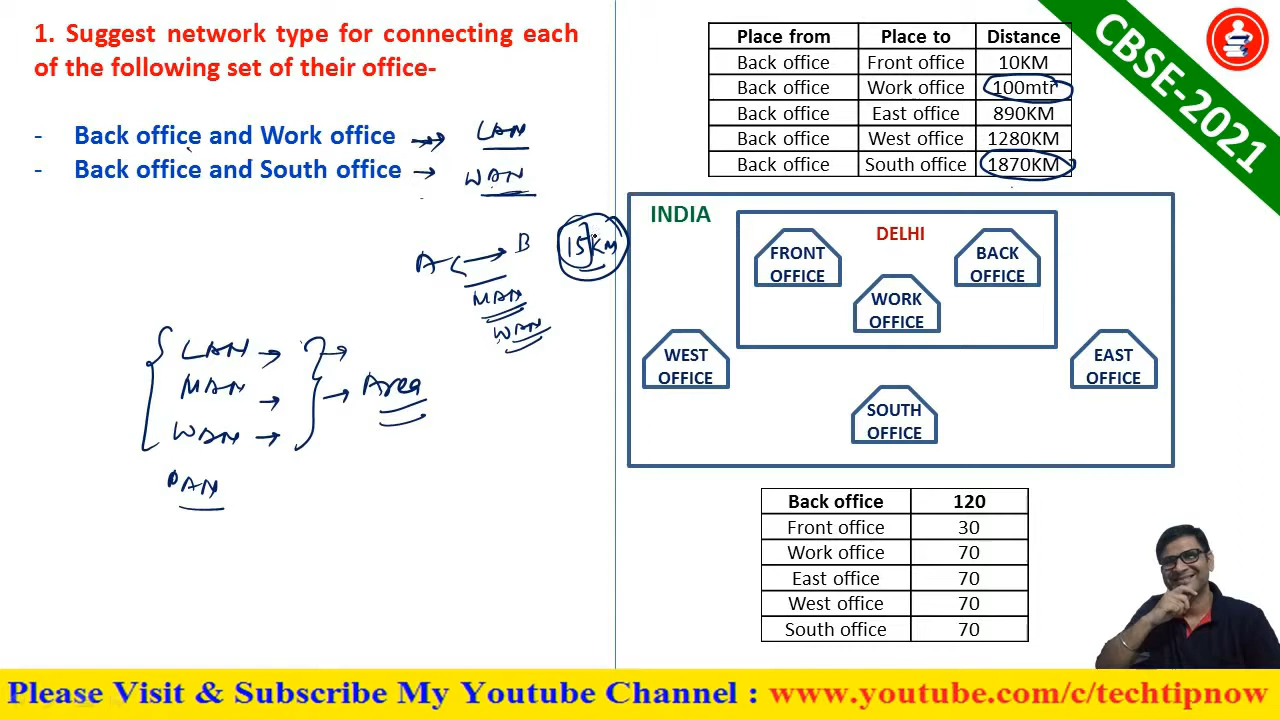 1. Suggest network type for connecting each
of the following set of their office-
- Back office and Work office → LAN
- Back office and South office → WAN
A → B 15 KM
MAN
WAN
LAN →
MAN → → Area
WAN →
PAN
Place from Place to Distance
Back office Front office 10KM
Back office Work office 100mtr
Back office East office 890KM
Back office West office 1280KM
Back office South office 1870KM
CBSE-2021
INDIA
DELHI
FRONT
OFFICE
BACK
OFFICE
WORK
OFFICE
WEST
OFFICE
EAST
OFFICE
SOUTH
OFFICE
Back office 120
Front office 30
Work office 70
East office 70
West office 70
South office 70
Please Visit & Subscribe My Youtube Channel : www.youtube.com/c/techtipnow